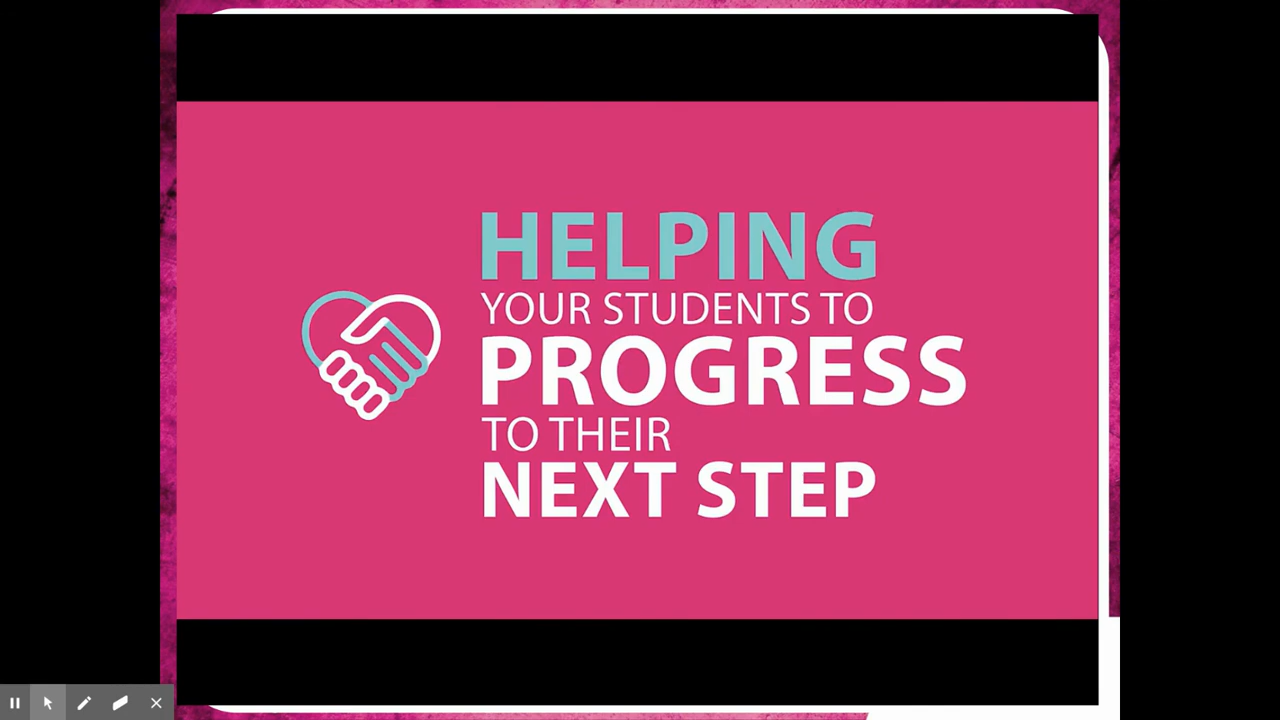 HELPING
YOUR STUDENTS TO
PROGRESS
TO THEIR
NEXT STEP